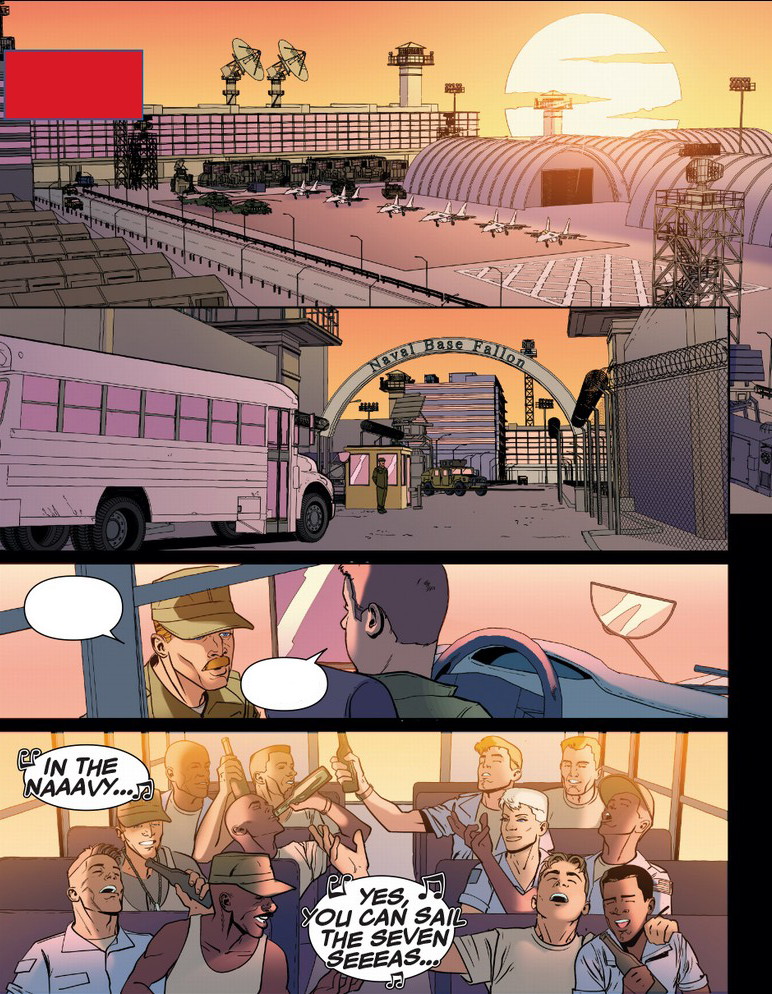 Naval Base Fallon
IN THE
NAAAVY...
YES,
YOU CAN SAIL
THE SEVEN
SEEEAS...